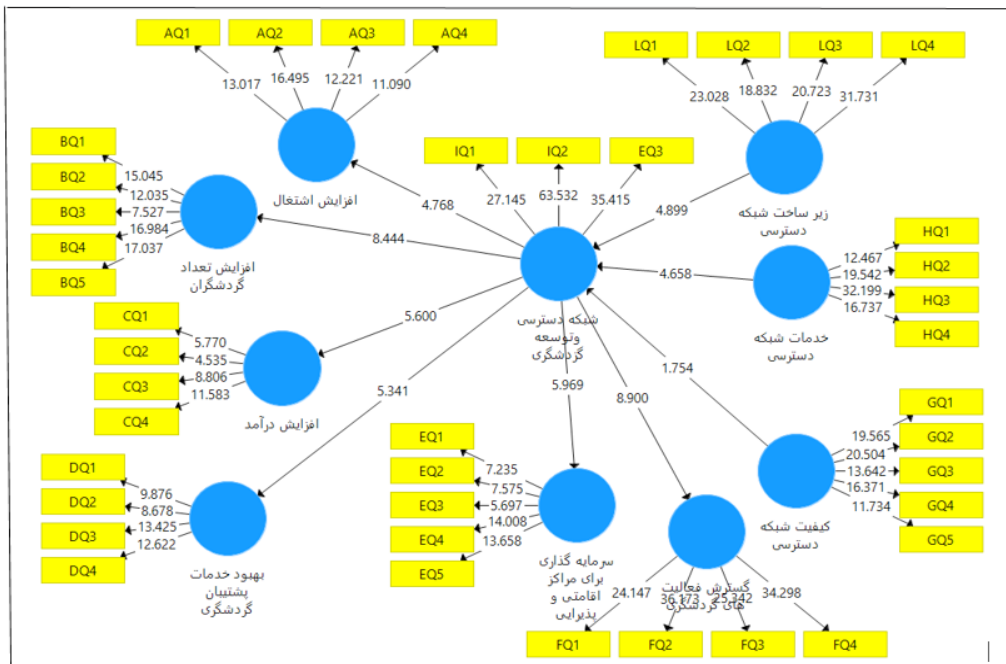 AQ1
AQ2
AQ3
AQ4
13.017
16.495
12.221
11.090
افزایش اشتغال
LQ1
LQ2
LQ3
LQ4
23.028
18.832
20.723
31.731
زیر ساخت شبکه
دسترسی
IQ1
IQ2
EQ3
27.145
63.532
35.415
شبکه دسترسی
وتوسعه
گردشگری
BQ1
BQ2
BQ3
BQ4
BQ5
15.045
12.035
7.527
16.984
17.037
افزایش تعداد
گردشگران
4.768
8.444
4.899
4.658
HQ1
HQ2
HQ3
HQ4
12.467
19.542
32.199
16.737
خدمات شبکه
دسترسی
CQ1
CQ2
CQ3
CQ4
5.770
4.535
8.806
11.583
افزایش درآمد
5.600
5.341
5.969
8.900
1.754
GQ1
GQ2
GQ3
GQ4
GQ5
19.565
20.504
13.642
16.371
11.734
کیفیت شبکه
دسترسی
DQ1
DQ2
DQ3
DQ4
9.876
8.678
13.425
12.622
بهبود خدمات
پشتیبان
گردشگری
EQ1
EQ2
EQ3
EQ4
EQ5
7.235
7.575
5.697
14.008
13.658
سرمایه گذاری
برای مراکز
اقامتی و
پذیرایی
گسترش فعالیت
های گردشگری
24.147
36.173
25.342
34.298
FQ1
FQ2
FQ3
FQ4